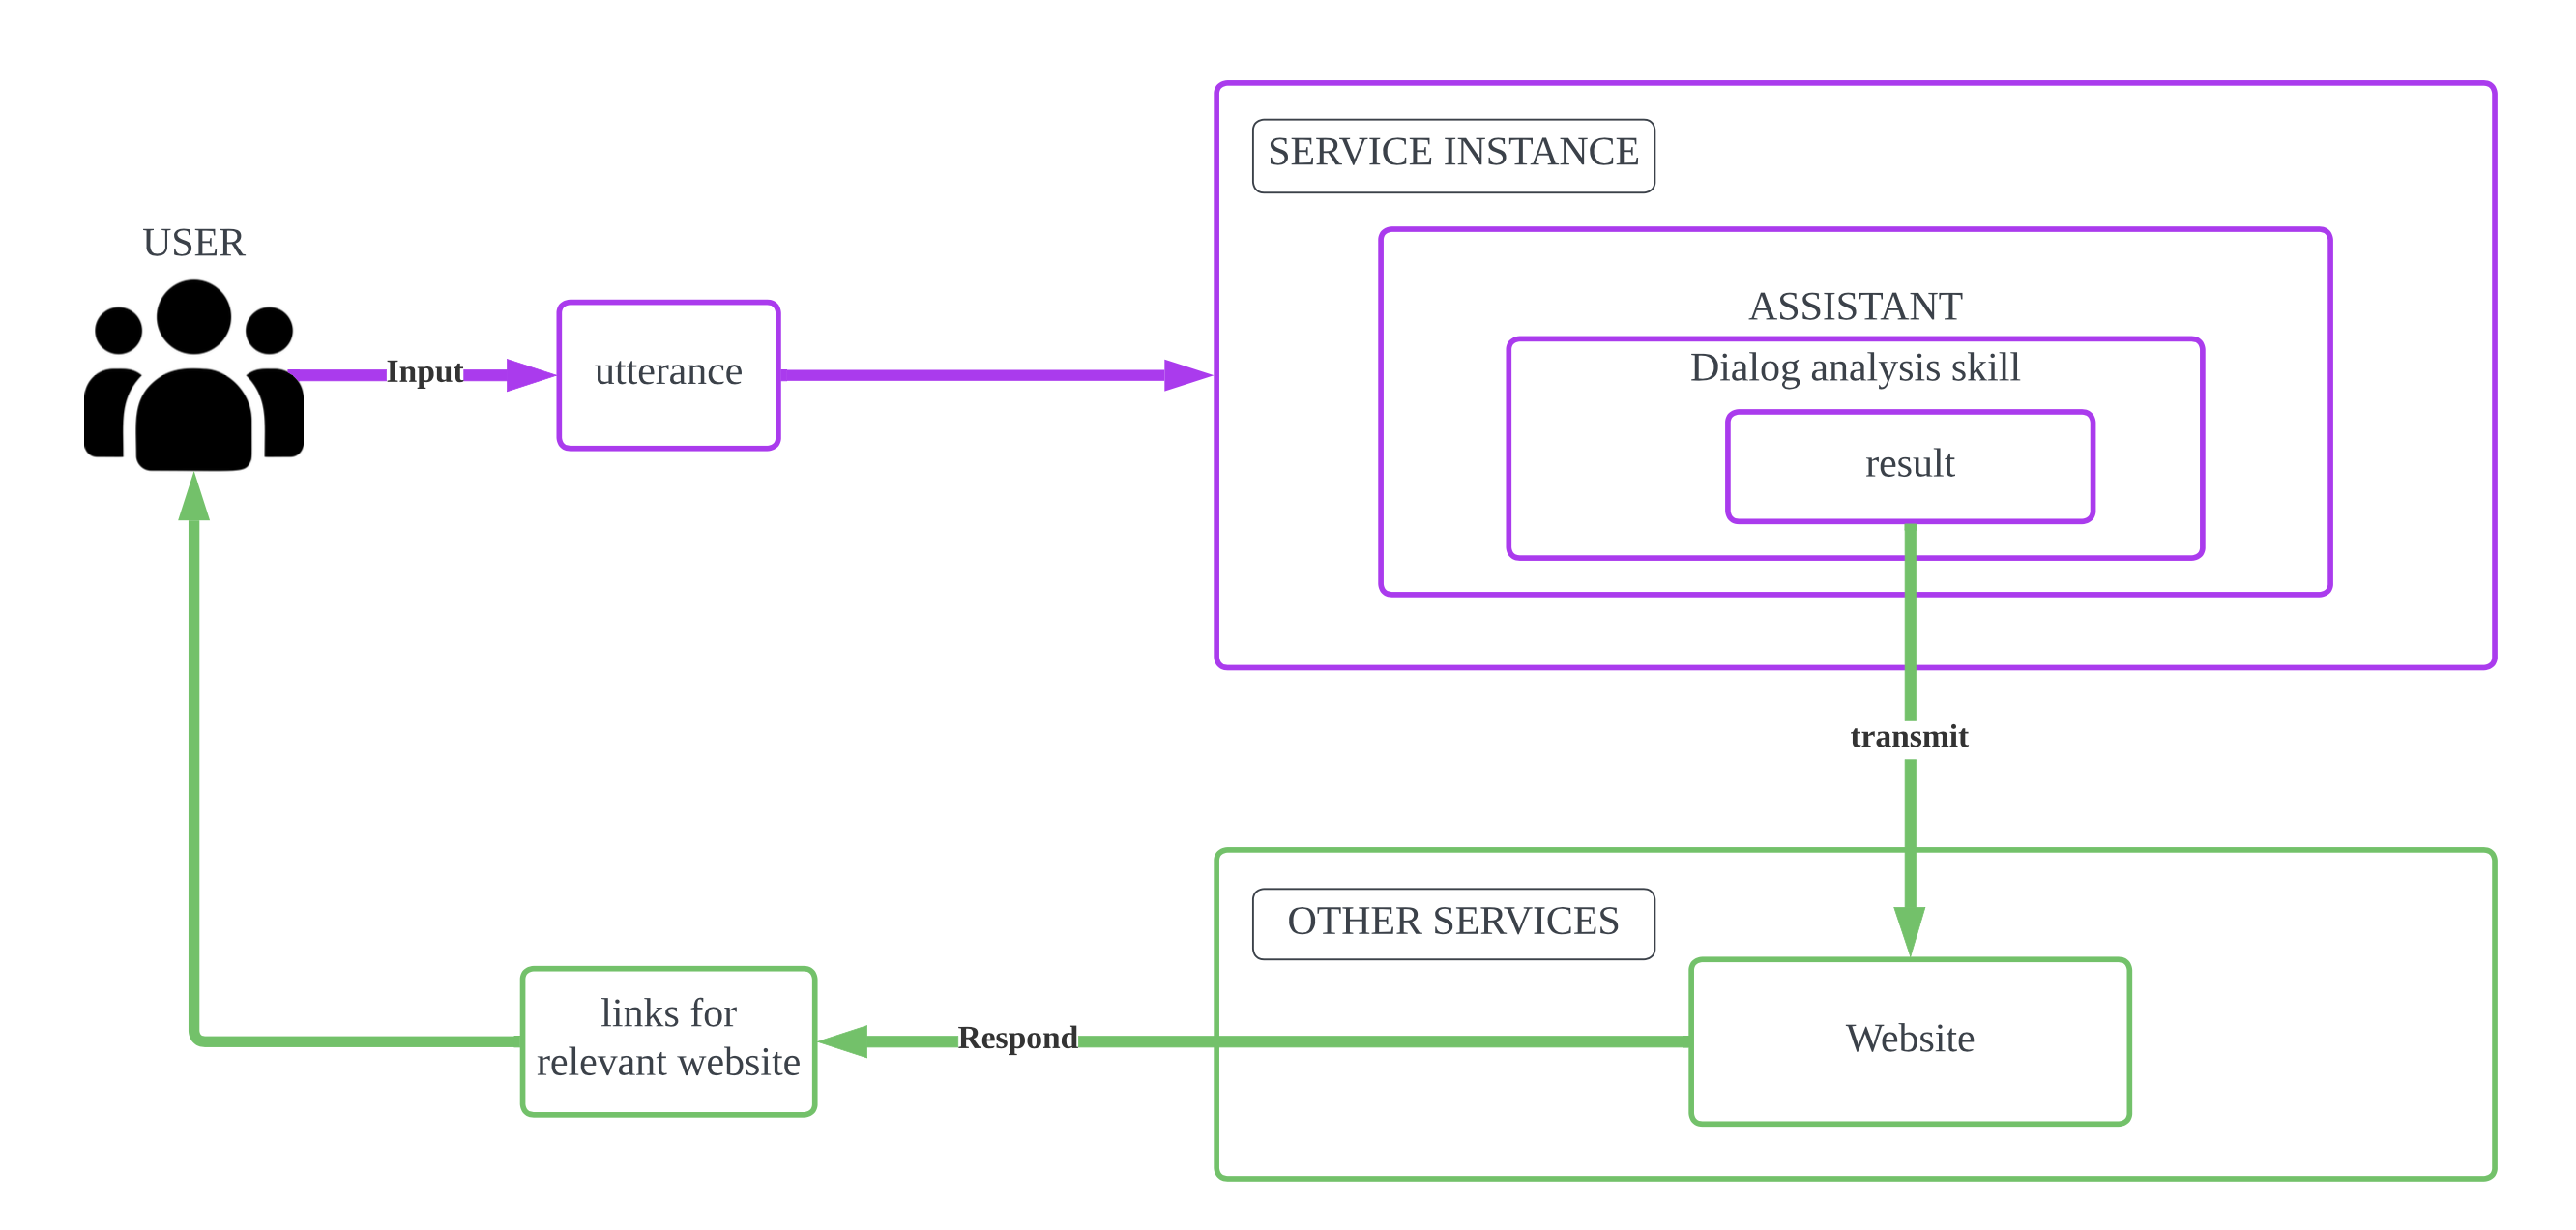 SERVICE INSTANCE
USER
ASSISTANT
Dialog analysis skill
Input
utterance
result
transmit
OTHER SERVICES
links for
relevant website
Respond
Website